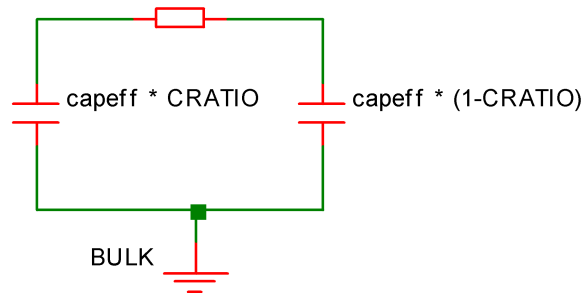 capeff * CRATIO
capeff * (1-CRATIO)
BULK